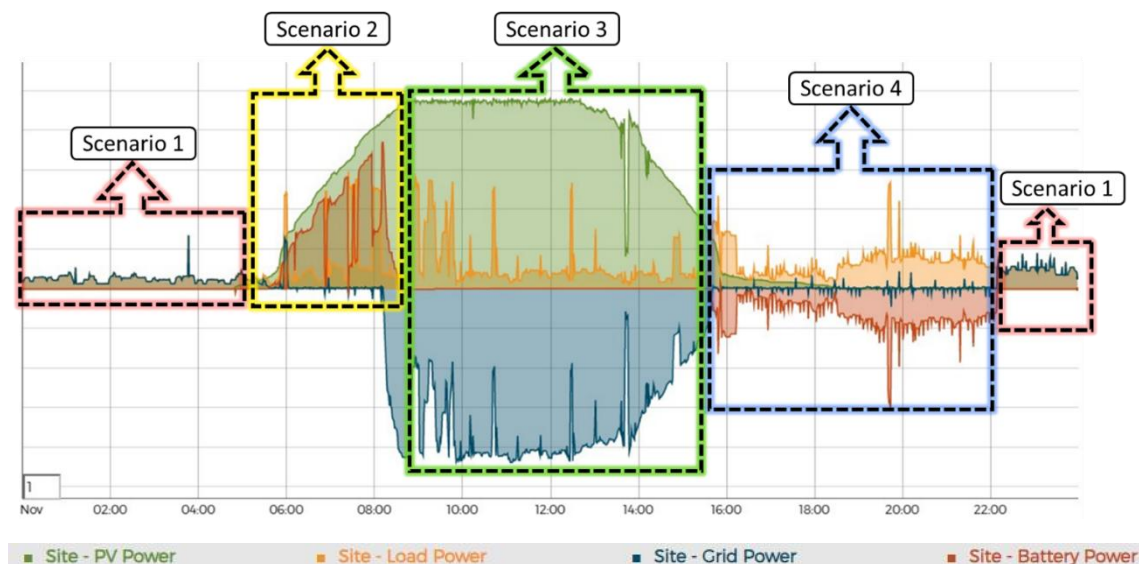 Scenario 2
Scenario 3
Scenario 4
Scenario 1
Scenario 1
1
Nov 02:00 04:00 06:00 08:00 10:00 12:00 14:00 16:00 18:00 20:00 22:00
Site - PV Power Site - Load Power Site - Grid Power Site - Battery Power